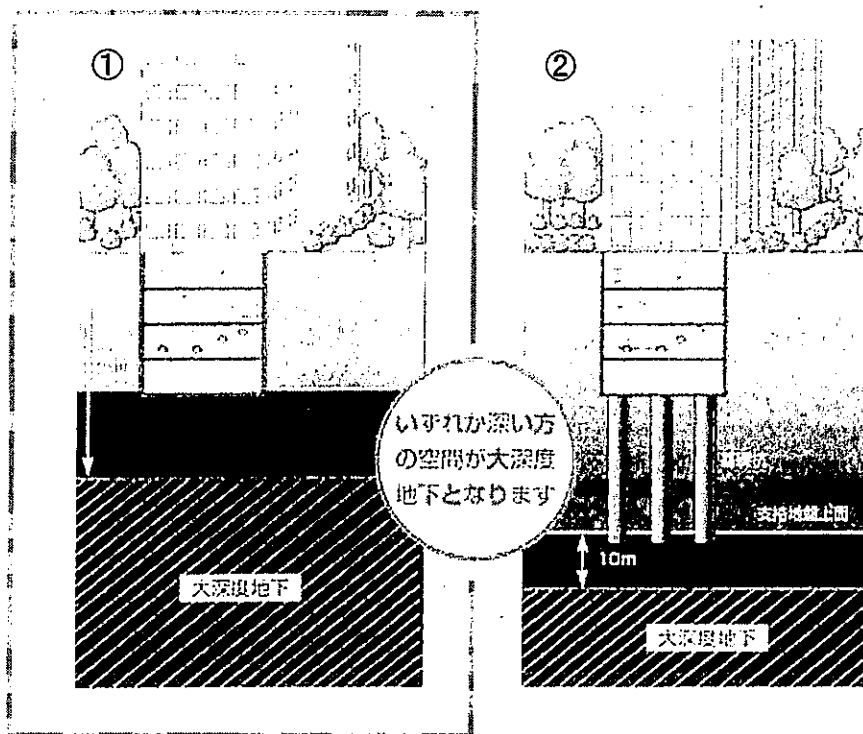 ①
②
いずれか深い方
の空間が大深度
地下となります
支持地盤上面
10m
大深度地下
大深度地下